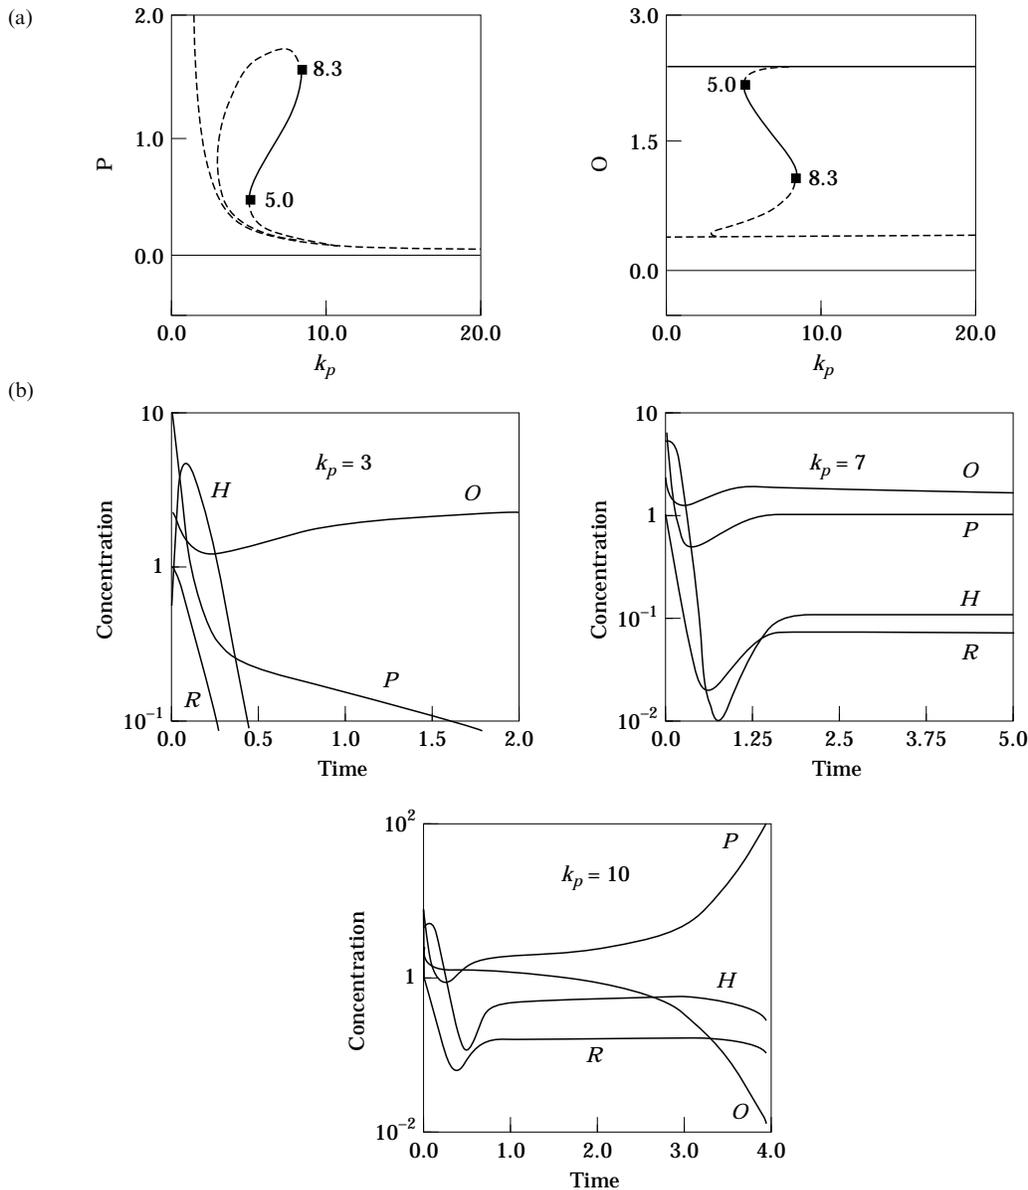 (a)
2.0
1.0
0.0
P
8.3
5.0
0.0 10.0 20.0
k_p
3.0
1.5
0.0
O
5.0
8.3
0.0 10.0 20.0
k_p
(b)
10
1
10⁻¹
Concentration
k_p = 3
H
O
R
P
0.0 0.5 1.0 1.5 2.0
Time
10
1
10⁻¹
10⁻²
Concentration
k_p = 7
O
P
H
R
0.0 1.25 2.5 3.75 5.0
Time
10²
1
10⁻²
Concentration
k_p = 10
P
H
R
O
0.0 1.0 2.0 3.0 4.0
Time